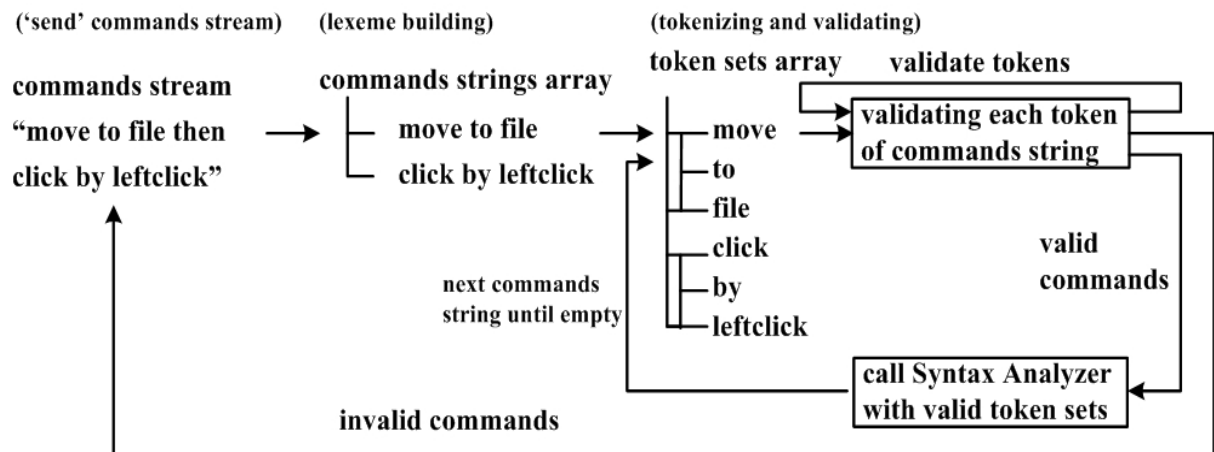 (‘send’ commands stream)
(lexeme building)
(tokenizing and validating)
commands stream
“move to file then
click by leftclick”
commands strings array
move to file
click by leftclick
token sets array
move
to
file
click
by
leftclick
validate tokens
validating each token
of commands string
valid
commands
call Syntax Analyzer
with valid token sets
next commands
string until empty
invalid commands